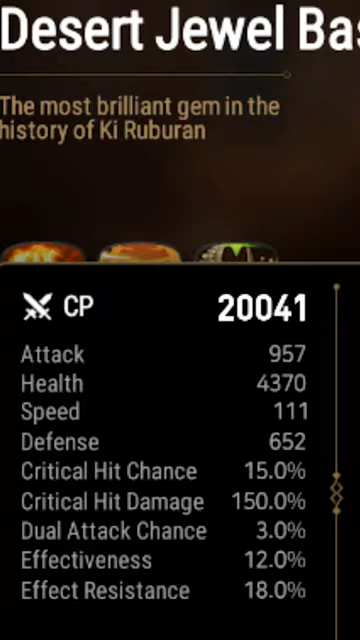 Desert Jewel Bas
The most brilliant gem in the
history of Ki Ruburan
CP 20041
Attack 957
Health 4370
Speed 111
Defense 652
Critical Hit Chance 15.0%
Critical Hit Damage 150.0%
Dual Attack Chance 3.0%
Effectiveness 12.0%
Effect Resistance 18.0%